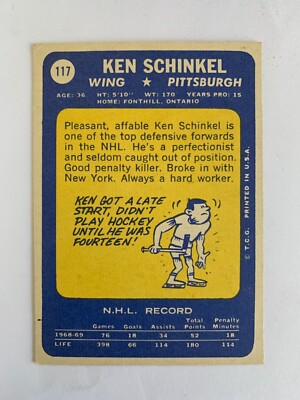 117
KEN SCHINKEL
WING ★ PITTSBURGH
AGE: 36 HT: 5'10" WT: 170 YEARS PRO: 15
HOME: FONTHILL, ONTARIO
Pleasant, affable Ken Schinkel is
one of the top defensive forwards
in the NHL. He's a perfectionist
and seldom caught out of position.
Good penalty killer. Broke in with
New York. Always a hard worker.
KEN GOT A LATE
START, DIDN'T
PLAY HOCKEY
UNTIL HE WAS
FOURTEEN!
© T.C.G. PRINTED IN U.S.A.
N.H.L. RECORD
Games Goals Assists Total Points Penalty Minutes
1968-69 76 18 34 52 18
LIFE 398 66 114 180 114